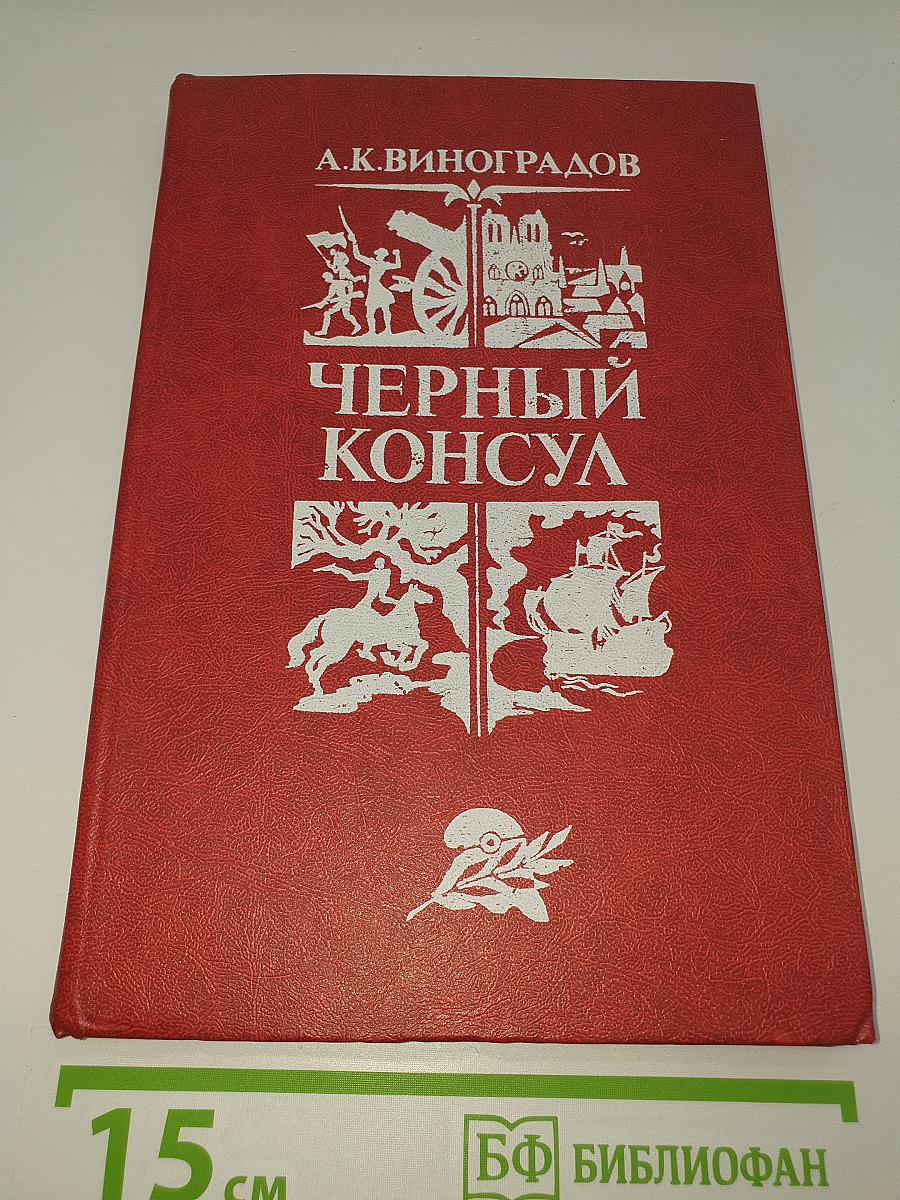 А.К.ВИНОГРАДОВ
ЧЕРНЫЙ
КОНСУЛ
15 см
БФ БИБЛИОФАН